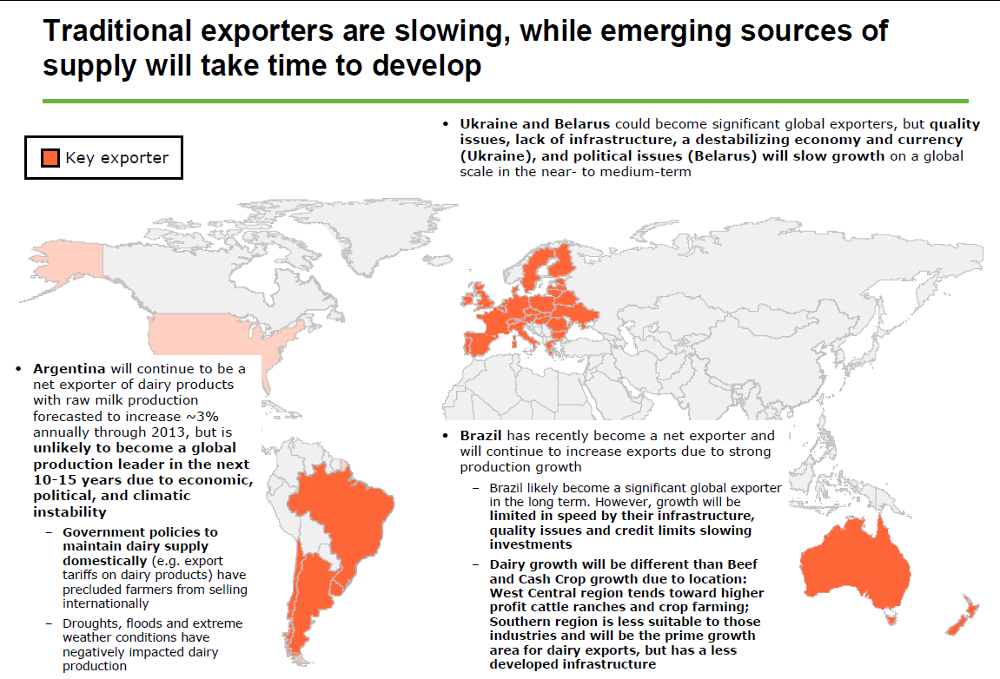 Traditional exporters are slowing, while emerging sources of
supply will take time to develop
• Ukraine and Belarus could become significant global exporters, but quality
issues, lack of infrastructure, a destabilizing economy and currency
(Ukraine), and political issues (Belarus) will slow growth on a global
scale in the near- to medium-term
Key exporter
• Argentina will continue to be a
net exporter of dairy products
with raw milk production
forecasted to increase ~3%
annually through 2013, but is
unlikely to become a global
production leader in the next
10-15 years due to economic,
political, and climatic
instability
– Government policies to
maintain dairy supply
domestically (e.g. export
tariffs on dairy products) have
precluded farmers from selling
internationally
– Droughts, floods and extreme
weather conditions have
negatively impacted dairy
production
• Brazil has recently become a net exporter and
will continue to increase exports due to strong
production growth
– Brazil likely become a significant global exporter
in the long term. However, growth will be
limited in speed by their infrastructure,
quality issues and credit limits slowing
investments
– Dairy growth will be different than Beef
and Cash Crop growth due to location:
West Central region tends toward higher
profit cattle ranches and crop farming;
Southern region is less suitable to those
industries and will be the prime growth
area for dairy exports, but has a less
developed infrastructure